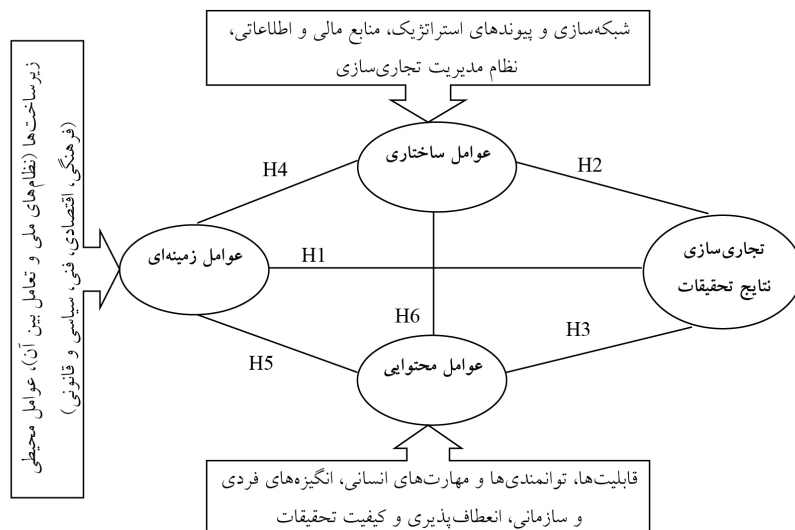 شبکه‌سازی و پیوندهای استراتژیک، منابع مالی و اطلاعاتی،
نظام مدیریت تجاری‌سازی
عوامل ساختاری
H4
H2
زیرساخت‌ها (نظام‌های ملی و تعامل بین آن)، عوامل محیطی
(فرهنگی، اقتصادی، فنی، سیاسی و قانونی)
عوامل زمینه‌ای
H1
تجاری‌سازی
نتایج تحقیقات
H6
H3
H5
عوامل محتوایی
قابلیت‌ها، توانمندی‌ها و مهارت‌های انسانی، انگیزه‌های فردی
و سازمانی، انعطاف‌پذیری و کیفیت تحقیقات